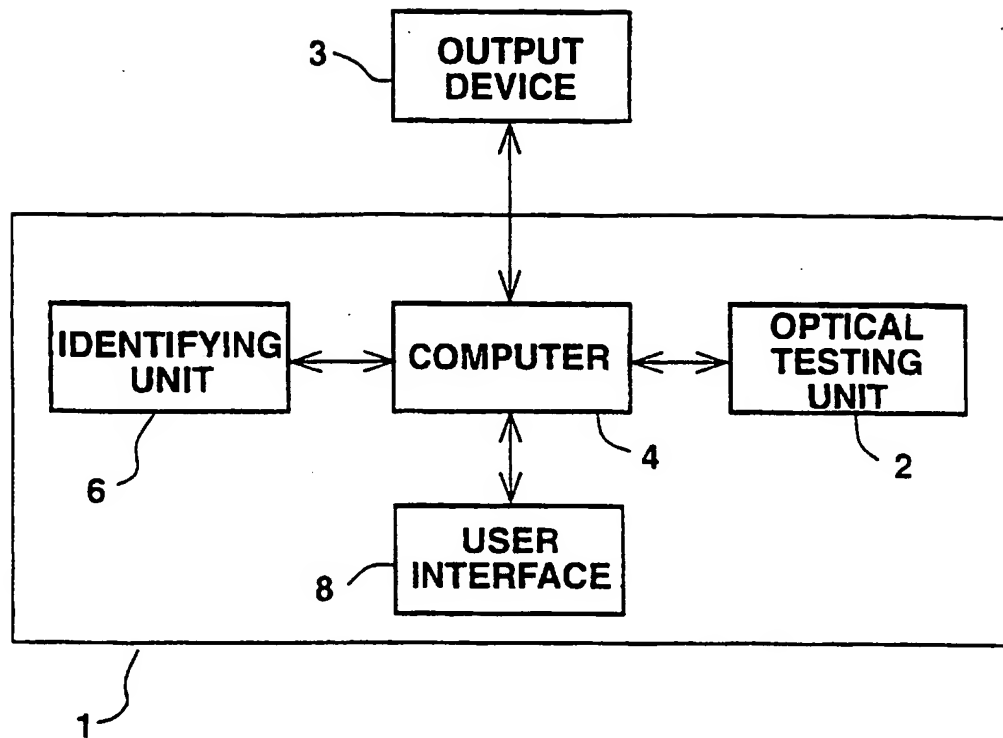 3
OUTPUT
DEVICE
IDENTIFYING
UNIT
COMPUTER
OPTICAL
TESTING
UNIT
6
4
2
USER
INTERFACE
8
1